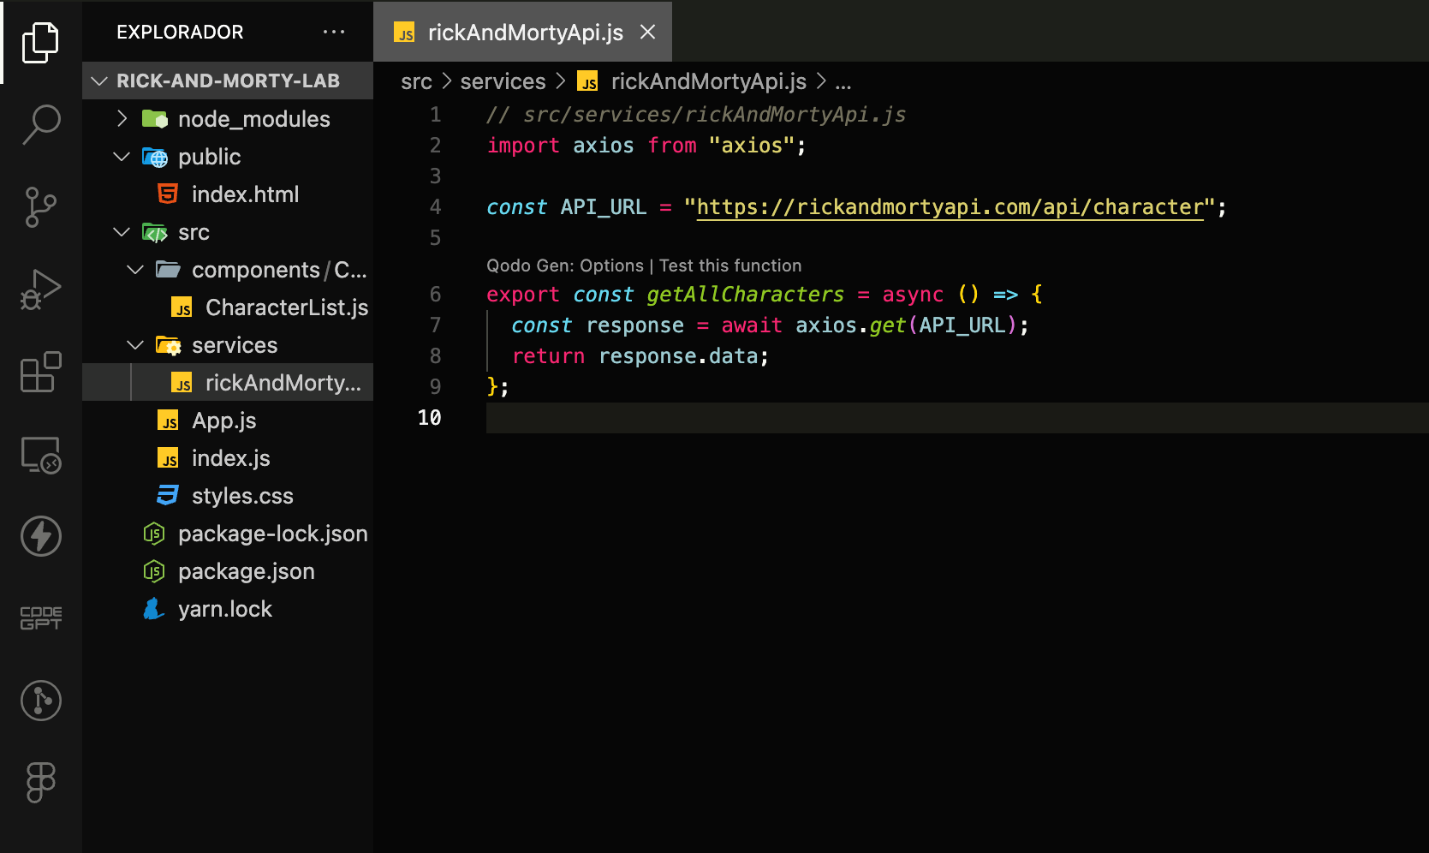 EXPLORADOR ...
RICK-AND-MORTY-LAB
node_modules
public
index.html
src
components/C...
CharacterList.js
services
rickAndMorty...
App.js
index.js
styles.css
package-lock.json
package.json
yarn.lock
CODE
GPT
JS rickAndMortyApi.js
src > services > JS rickAndMortyApi.js > ...
1 // src/services/rickAndMortyApi.js
2 import axios from "axios";
3
4 const API_URL = "https://rickandmortyapi.com/api/character";
5
Qodo Gen: Options | Test this function
6 export const getAllCharacters = async () => {
7 const response = await axios.get(API_URL);
8 return response.data;
9 };
10